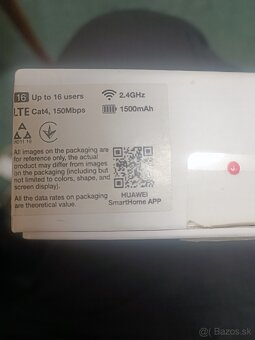 16 Up to 16 users
2.4GHz
LTE Cat4, 150Mbps
1500mAh
All images on the packaging are
for reference only, the actual
product may differ from images
on the packaging (including but
not limited to colors, shape, and
screen display).
All the data rates on packaging
are theoretical value.
HUAWEI
SmartHome APP
Bazos.sk